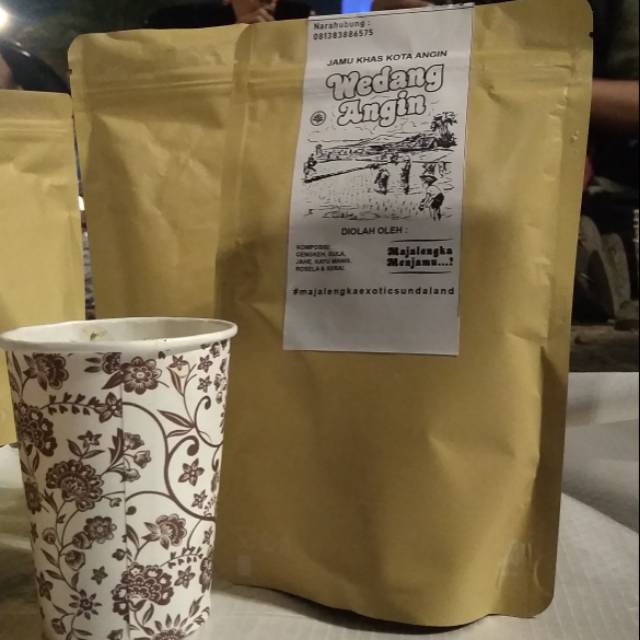 Narahubung :
081383886575
JAMU KHAS KOTA ANGIN
Wedang
Angin
DIOLAH OLEH :
KOMPOSISI
GENGKEH, GULA,
JAHE, KAYU MANIS,
ROSELA & SERAI
Majalengka
Menjamu...!
#majalengkaexoticsundaland